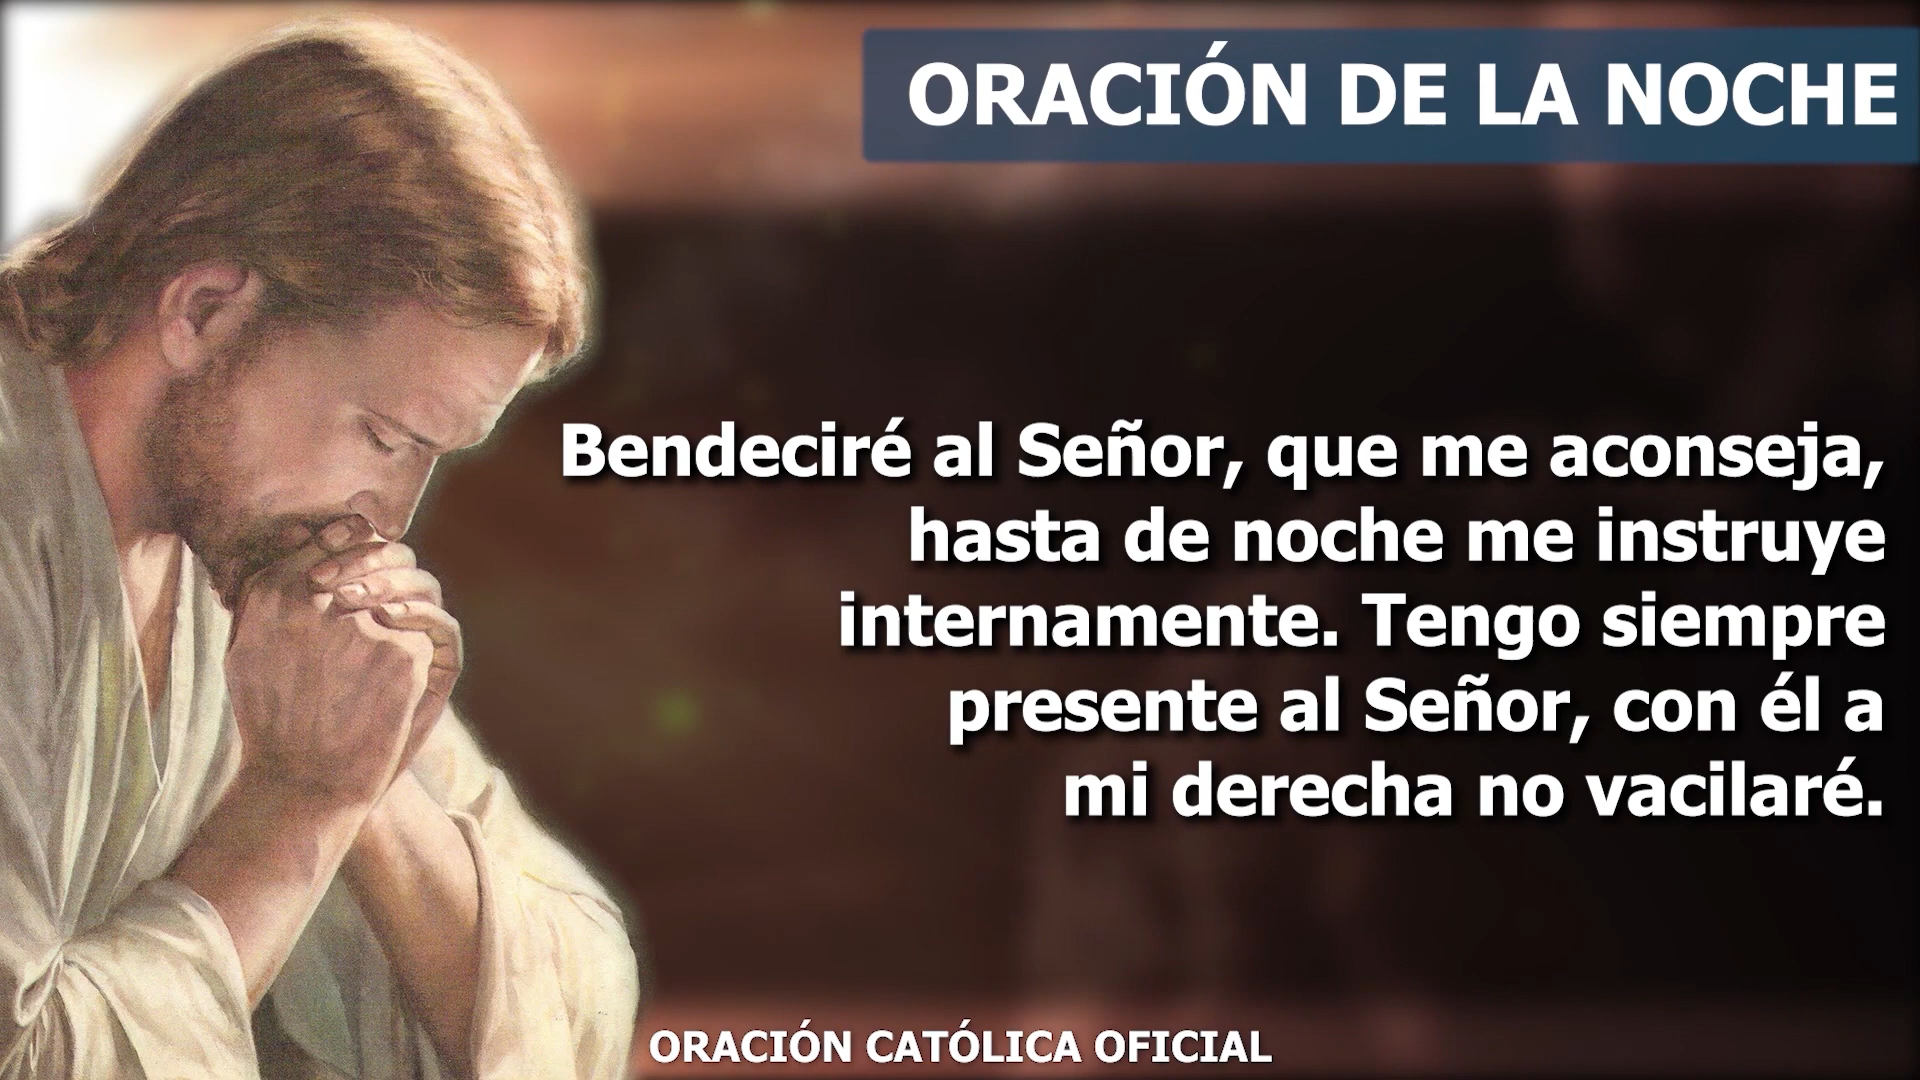 ORACIÓN DE LA NOCHE
Bendeciré al Señor, que me aconseja,
hasta de noche me instruye
internamente. Tengo siempre
presente al Señor, con él a
mi derecha no vacilaré.
ORACIÓN CATÓLICA OFICIAL